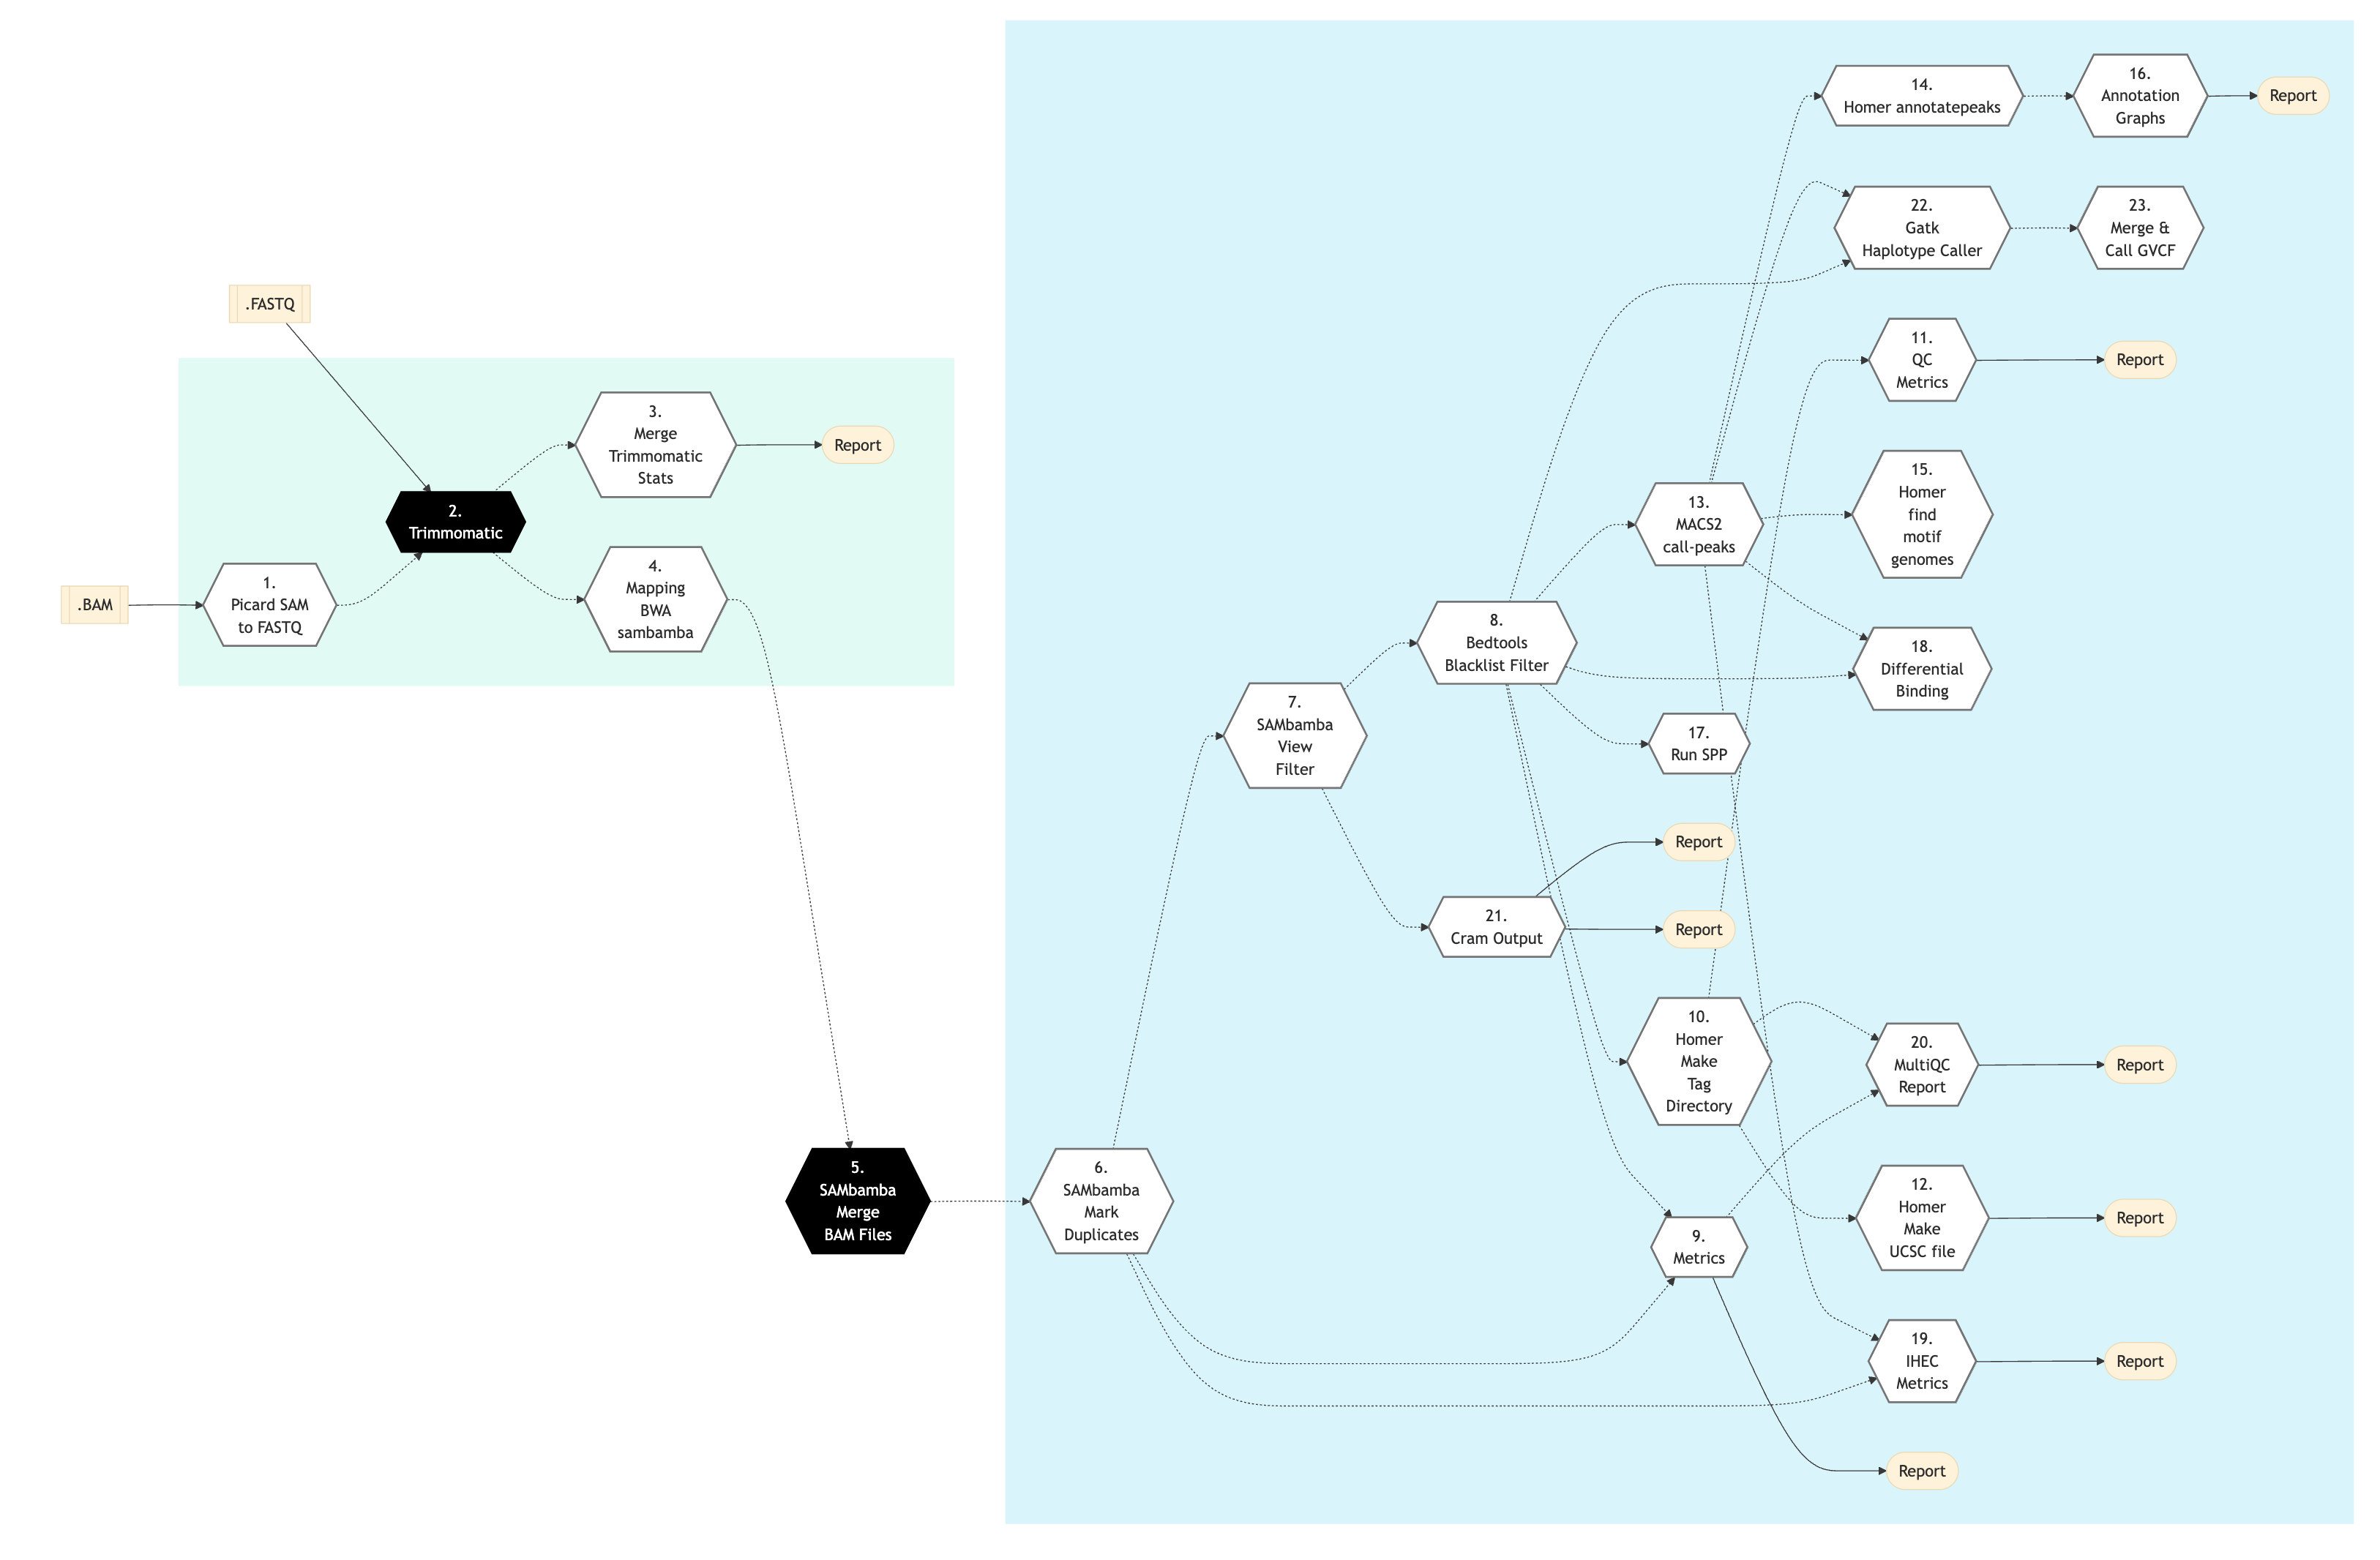 .FASTQ
.BAM
1.
Picard SAM
to FASTQ
2.
Trimmomatic
3.
Merge
Trimmomatic
Stats
Report
4.
Mapping
BWA
sambamba
5.
SAMbamba
Merge
BAM Files
6.
SAMbamba
Mark
Duplicates
7.
SAMbamba
View
Filter
8.
Bedtools
Blacklist Filter
21.
Cram Output
13.
MACS2
call-peaks
17.
Run SPP
Report
Report
10.
Homer
Make
Tag
Directory
9.
Metrics
14.
Homer annotatepeaks
16.
Annotation
Graphs
Report
22.
Gatk
Haplotype Caller
23.
Merge &
Call GVCF
11.
QC
Metrics
Report
15.
Homer
find
motif
genomes
18.
Differential
Binding
20.
MultiQC
Report
Report
12.
Homer
Make
UCSC file
Report
19.
IHEC
Metrics
Report
Report